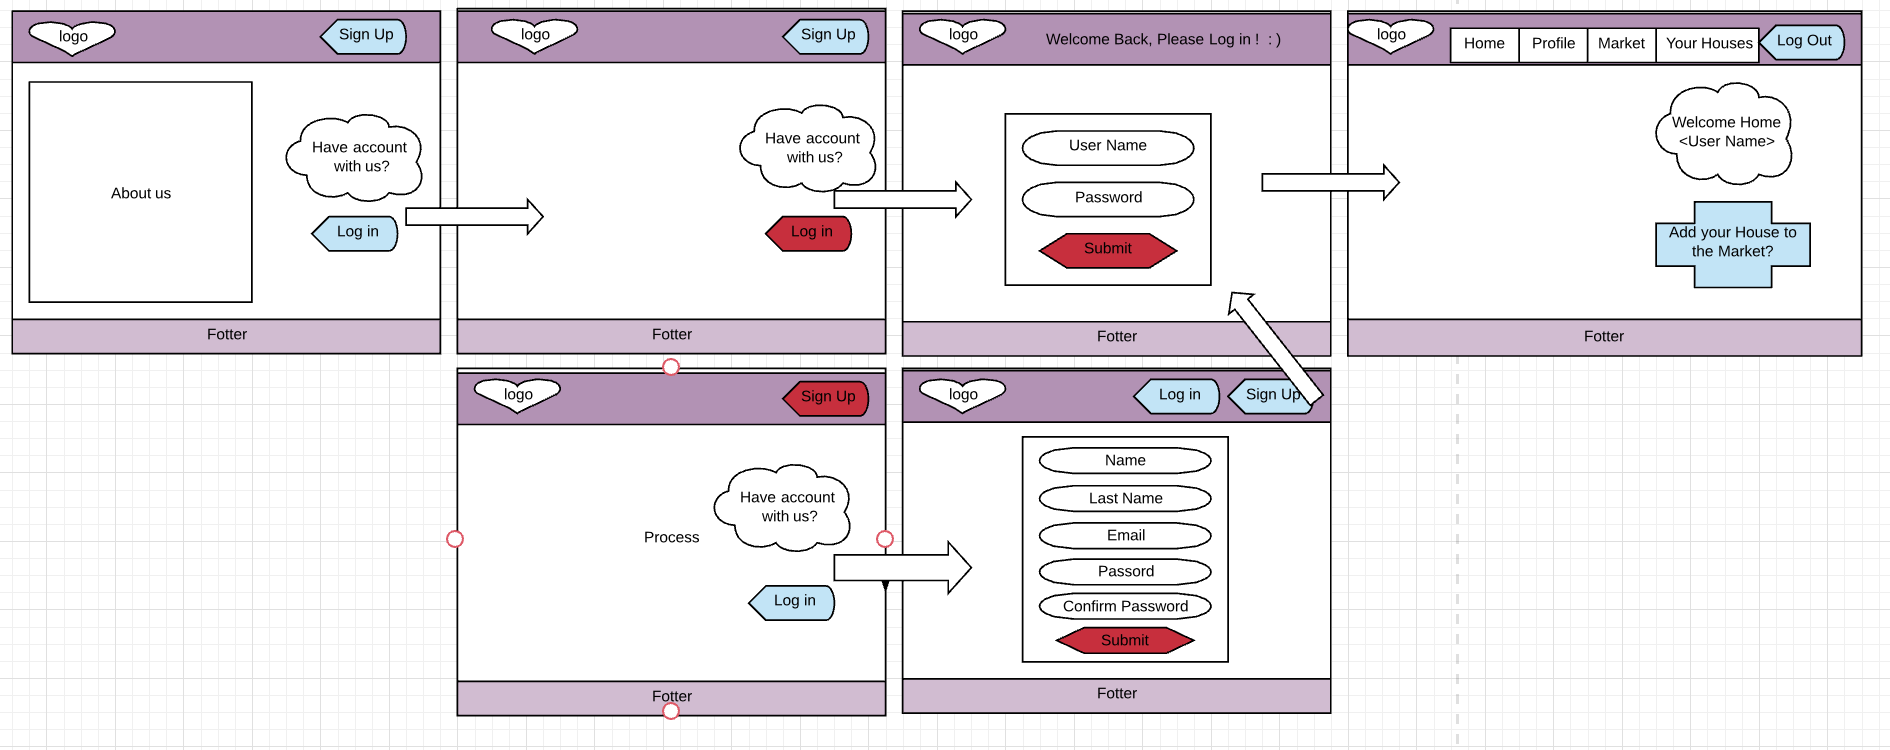 logo
Sign Up
About us
Have account
with us?
Log in
Fotter
logo
Sign Up
Have account
with us?
Log in
Fotter
logo
Welcome Back, Please Log in ! : )
User Name
Password
Submit
Fotter
logo
Home
Profile
Market
Your Houses
Log Out
Welcome Home
<User Name>
Add your House to
the Market?
Fotter
logo
Sign Up
Have account
with us?
Process
Log in
Fotter
logo
Log in
Sign Up
Name
Last Name
Email
Passord
Confirm Password
Submit
Fotter